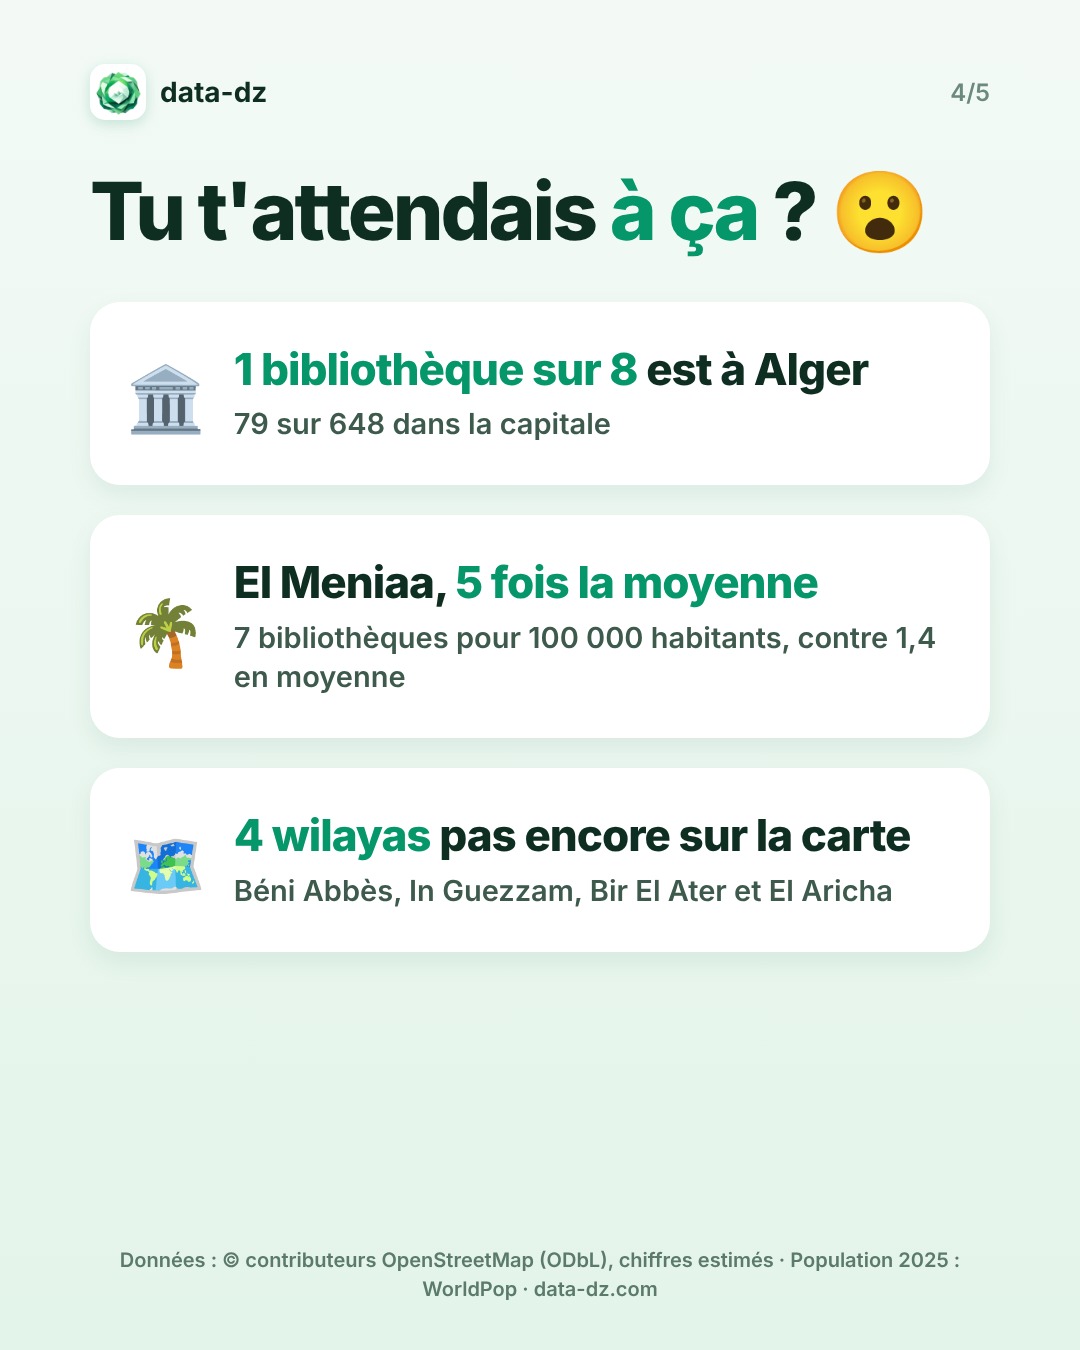 data-dz
4/5
Tu t'attendais à ça ? 😮
1 bibliothèque sur 8 est à Alger
79 sur 648 dans la capitale
El Meniaa, 5 fois la moyenne
7 bibliothèques pour 100 000 habitants, contre 1,4
en moyenne
4 wilayas pas encore sur la carte
Béni Abbès, In Guezzam, Bir El Ater et El Aricha
Données : © contributeurs OpenStreetMap (ODbL), chiffres estimés · Population 2025 :
WorldPop · data-dz.com